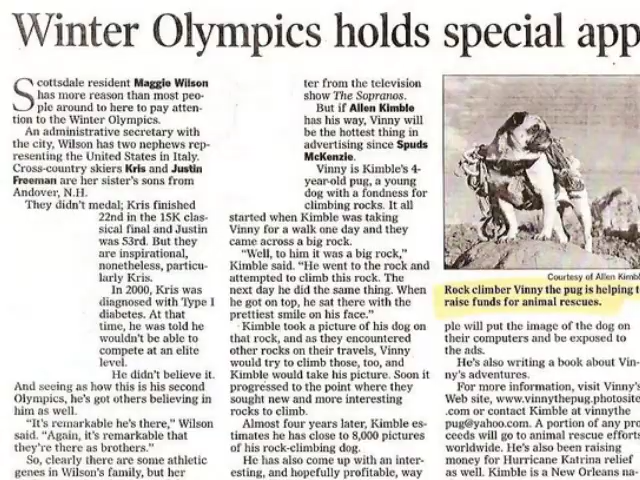 Winter Olympics holds special app
Scottsdale resident Maggie Wilson
has more reason than most peo-
ple around to here to pay atten-
tion to the Winter Olympics.
An administrative secretary with
the city, Wilson has two nephews rep-
resenting the United States in Italy.
Cross-country skiers Kris and Justin
Freeman are her sister's sons from
Andover, N.H.
They didn't medal; Kris finished
22nd in the 15K clas-
sical final and Justin
was 53rd. But they
are inspirational,
nonetheless, particu-
larly Kris.
In 2000, Kris was
diagnosed with Type I
diabetes. At that
time, he was told he
wouldn't be able to
compete at an elite
level.
He didn't believe it.
And seeing as how this is his second
Olympics, he's got others believing in
him as well.
"It's remarkable he's there," Wilson
said. "Again, it's remarkable that
they're there as brothers."
So, clearly there are some athletic
genes in Wilson's family, but her
ter from the television
show The Sopranos.
But if Allen Kimble
has his way, Vinny will
be the hottest thing in
advertising since Spuds
McKenzie.
Vinny is Kimble's 4-
year-old pug, a young
dog with a fondness for
climbing rocks. It all
started when Kimble was taking
Vinny for a walk one day and they
came across a big rock.
"Well, to him it was a big rock,"
Kimble said. "He went to the rock and
attempted to climb this rock. The
next day he did the same thing. When
he got on top, he sat there with the
prettiest smile on his face."
Kimble took a picture of his dog on
that rock, and as they encountered
other rocks on their travels, Vinny
would try to climb those, too, and
Kimble would take his picture. Soon it
progressed to the point where they
sought new and more interesting
rocks to climb.
Almost four years later, Kimble es-
timates he has close to 8,000 pictures
of his rock-climbing dog.
He has also come up with an inter-
esting, and hopefully profitable, way
Courtesy of Allen Kimbl
Rock climber Vinny the pug is helping t
raise funds for animal rescues.
ple will put the image of the dog on
their computers and be exposed to
the ads.
He's also writing a book about Vin-
ny's adventures.
For more information, visit Vinny's
Web site, www.vinnythepug.photosite
.com or contact Kimble at vinnythe
pug@yahoo.com. A portion of any pro
ceeds will go to animal rescue efforts
worldwide. He's also been raising
money for Hurricane Katrina relief
as well. Kimble is a New Orleans na-